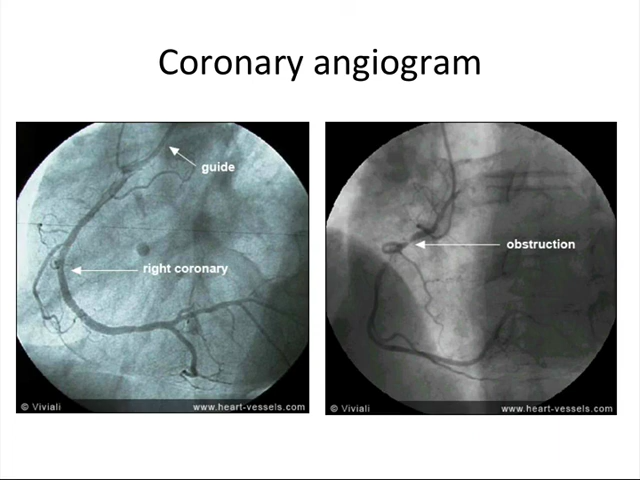 Coronary angiogram
guide
right coronary
© Viviali www.heart-vessels.com
obstruction
© Viviali www.heart-vessels.com